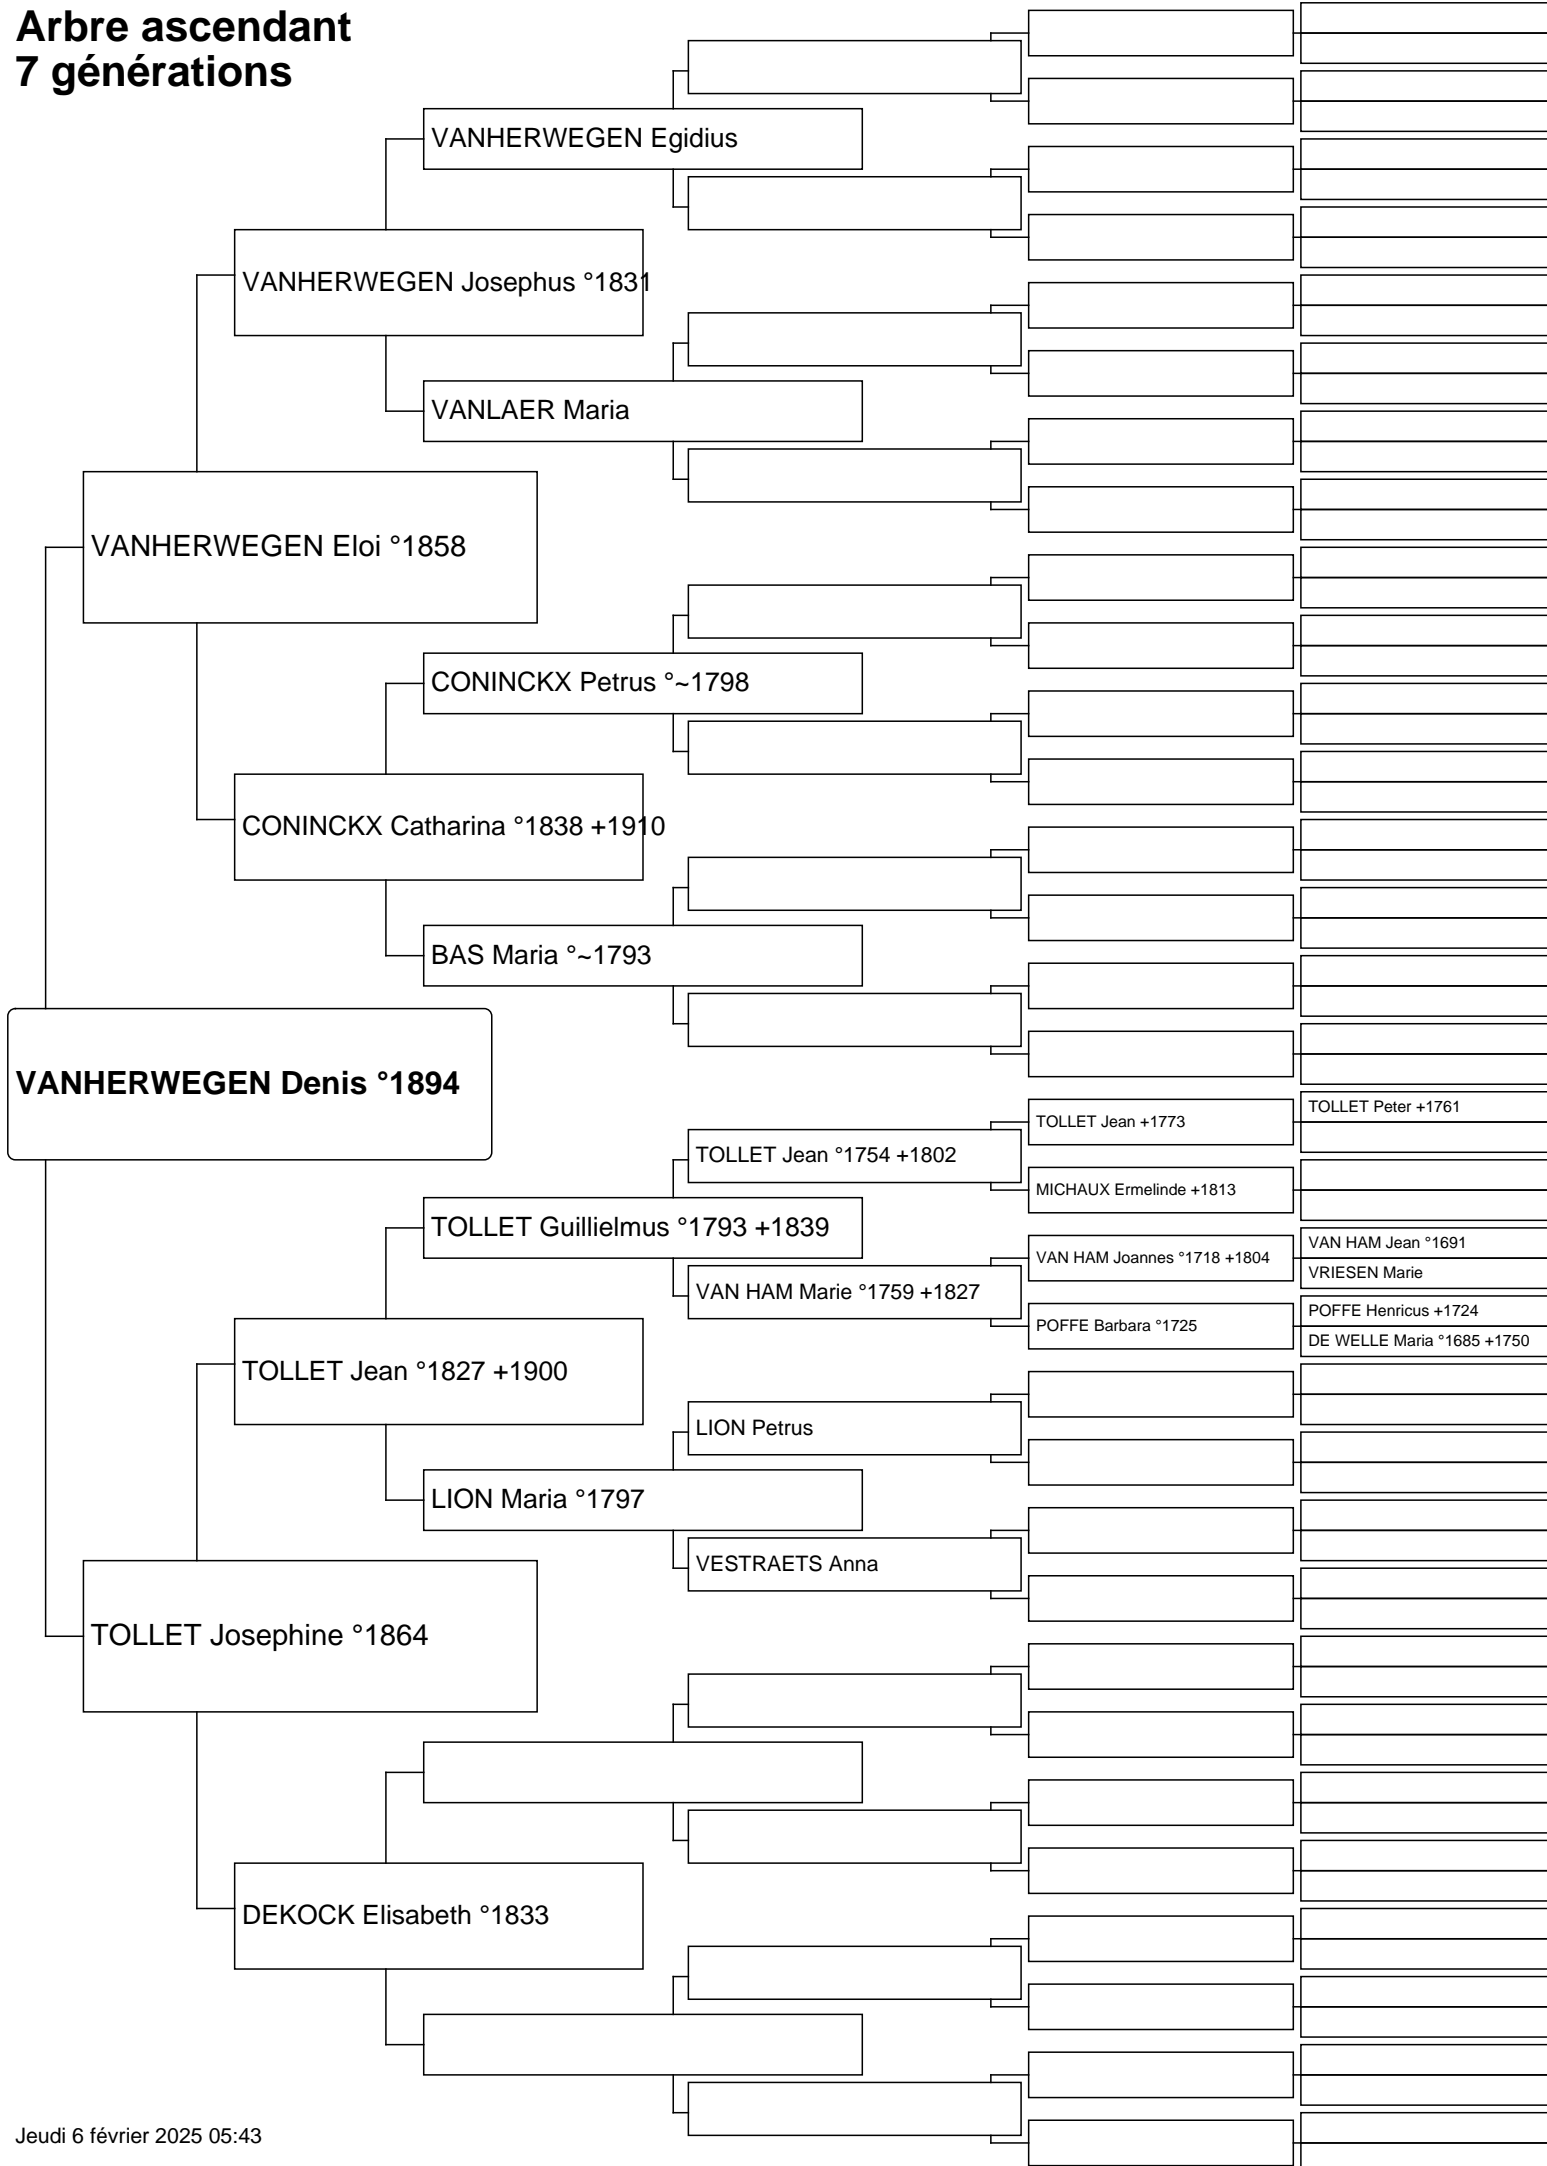 Arbre ascendant
7 générations
VANHERWEGEN Egidius
VANHERWEGEN Josephus °1831
VANLAER Maria
VANHERWEGEN Eloi °1858
CONINCKX Petrus °~1798
CONINCKX Catharina °1838 +1910
BAS Maria °~1793
VANHERWEGEN Denis °1894
TOLLET Peter +1761
TOLLET Jean +1773
TOLLET Jean °1754 +1802
MICHAUX Ermelinde +1813
TOLLET Guillielmus °1793 +1839
VAN HAM Jean °1691
VAN HAM Joannes °1718 +1804
VRIESEN Marie
VAN HAM Marie °1759 +1827
POFFE Henricus +1724
POFFE Barbara °1725
DE WELLE Maria °1685 +1750
TOLLET Jean °1827 +1900
LION Petrus
LION Maria °1797
VESTRAETS Anna
TOLLET Josephine °1864
DEKOCK Elisabeth °1833
Jeudi 6 février 2025 05:43